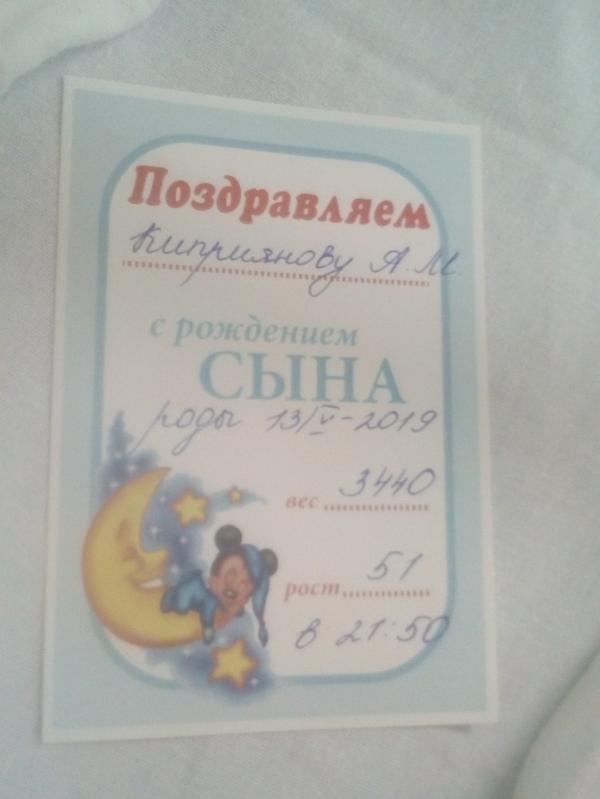 Поздравляем
Киприянову А.М.
с рождением
СЫНА
роды 13/V-2019
вес 3440
рост 51
в 21:50